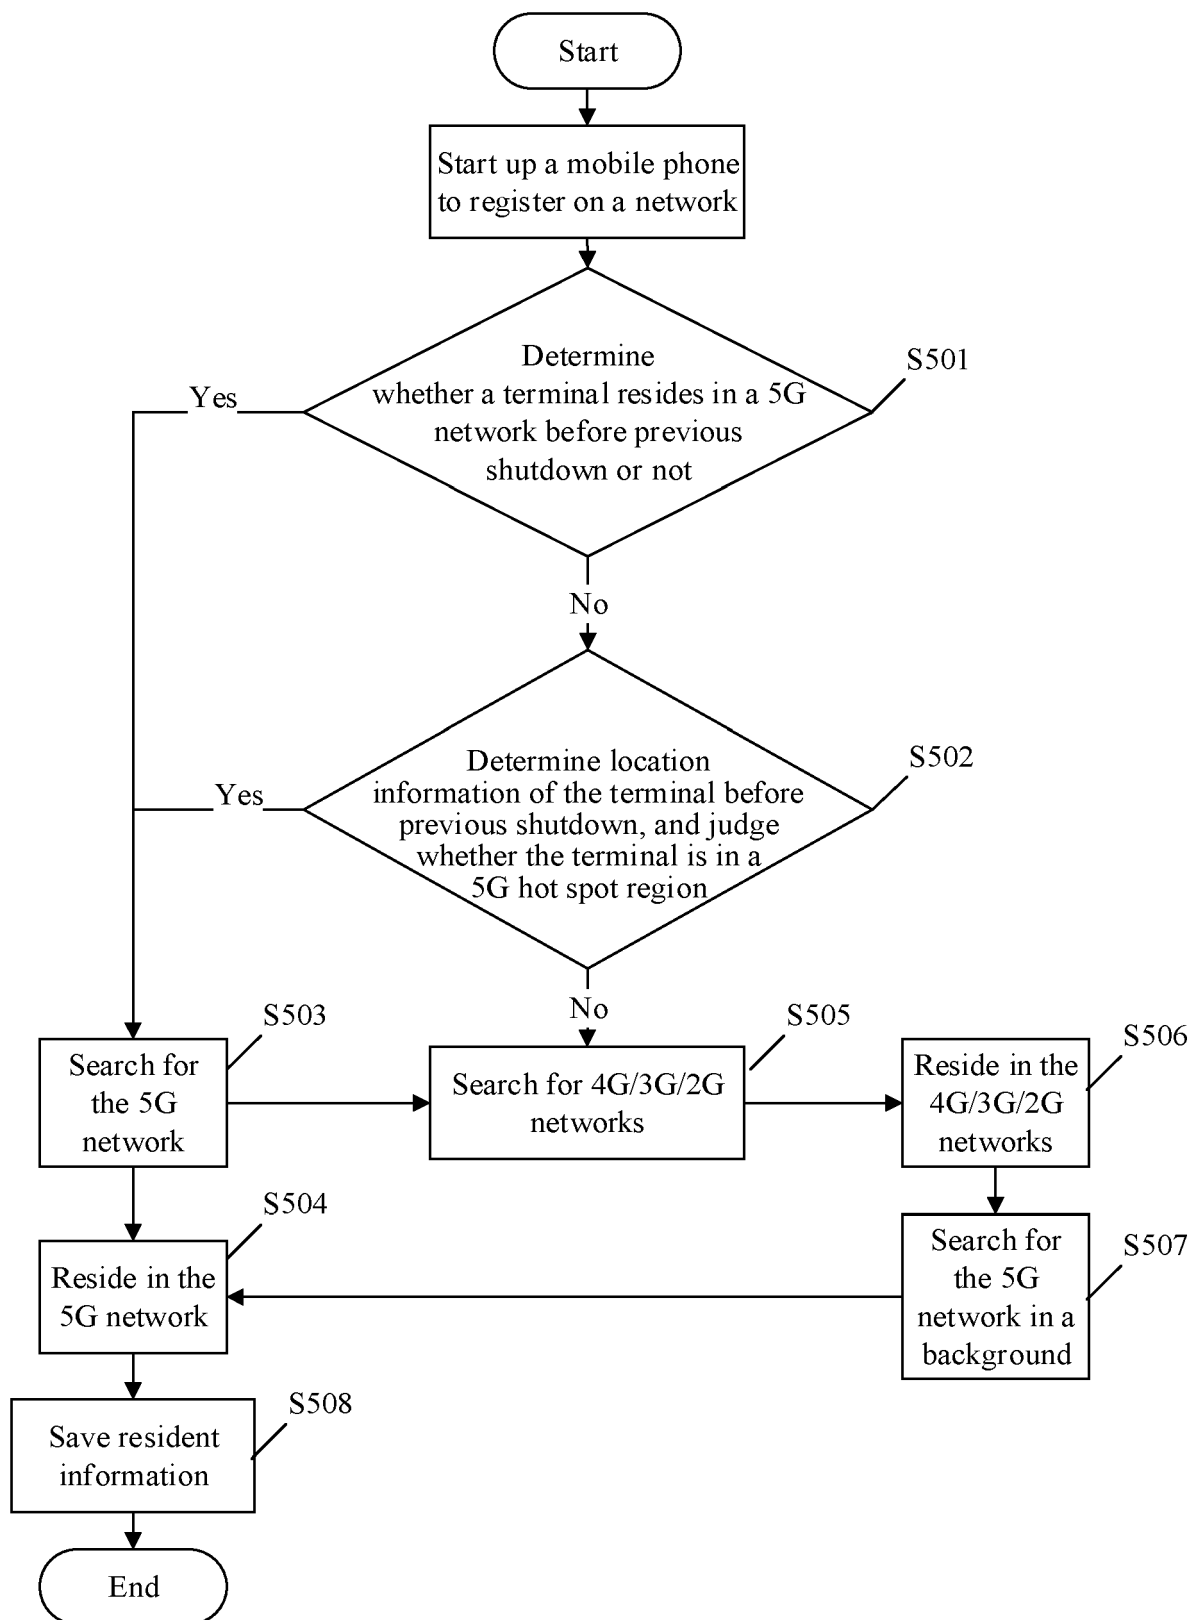 Start
Start up a mobile phone
to register on a network
Determine
whether a terminal resides in a 5G
network before previous
shutdown or not
S501
Yes
No
Determine location
information of the terminal before
previous shutdown, and judge
whether the terminal is in a
5G hot spot region
S502
Yes
No
S503
Search for
the 5G
network
S505
Search for 4G/3G/2G
networks
S506
Reside in the
4G/3G/2G
networks
S504
Reside in the
5G network
S507
Search for
the 5G
network in a
background
S508
Save resident
information
End